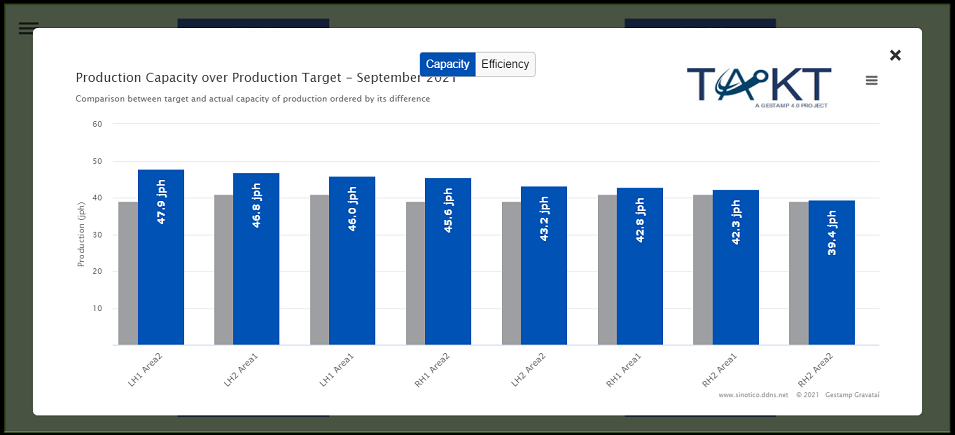 Capacity Efficiency
Production Capacity over Production Target - September 2021
Comparison between target and actual capacity of production ordered by its difference
TAKT
A GESTAMP 4.0 PROJECT
Production (jph)
60
50
40
30
20
10
47.9 jph
46.8 jph
46.0 jph
45.6 jph
43.2 jph
42.8 jph
42.3 jph
39.4 jph
LH1 Area2
LH2 Area1
LH1 Area1
RH1 Area2
LH2 Area2
RH1 Area1
RH2 Area1
RH2 Area2
www.sinotico.ddns.net © 2021 Gestamp Gravataí